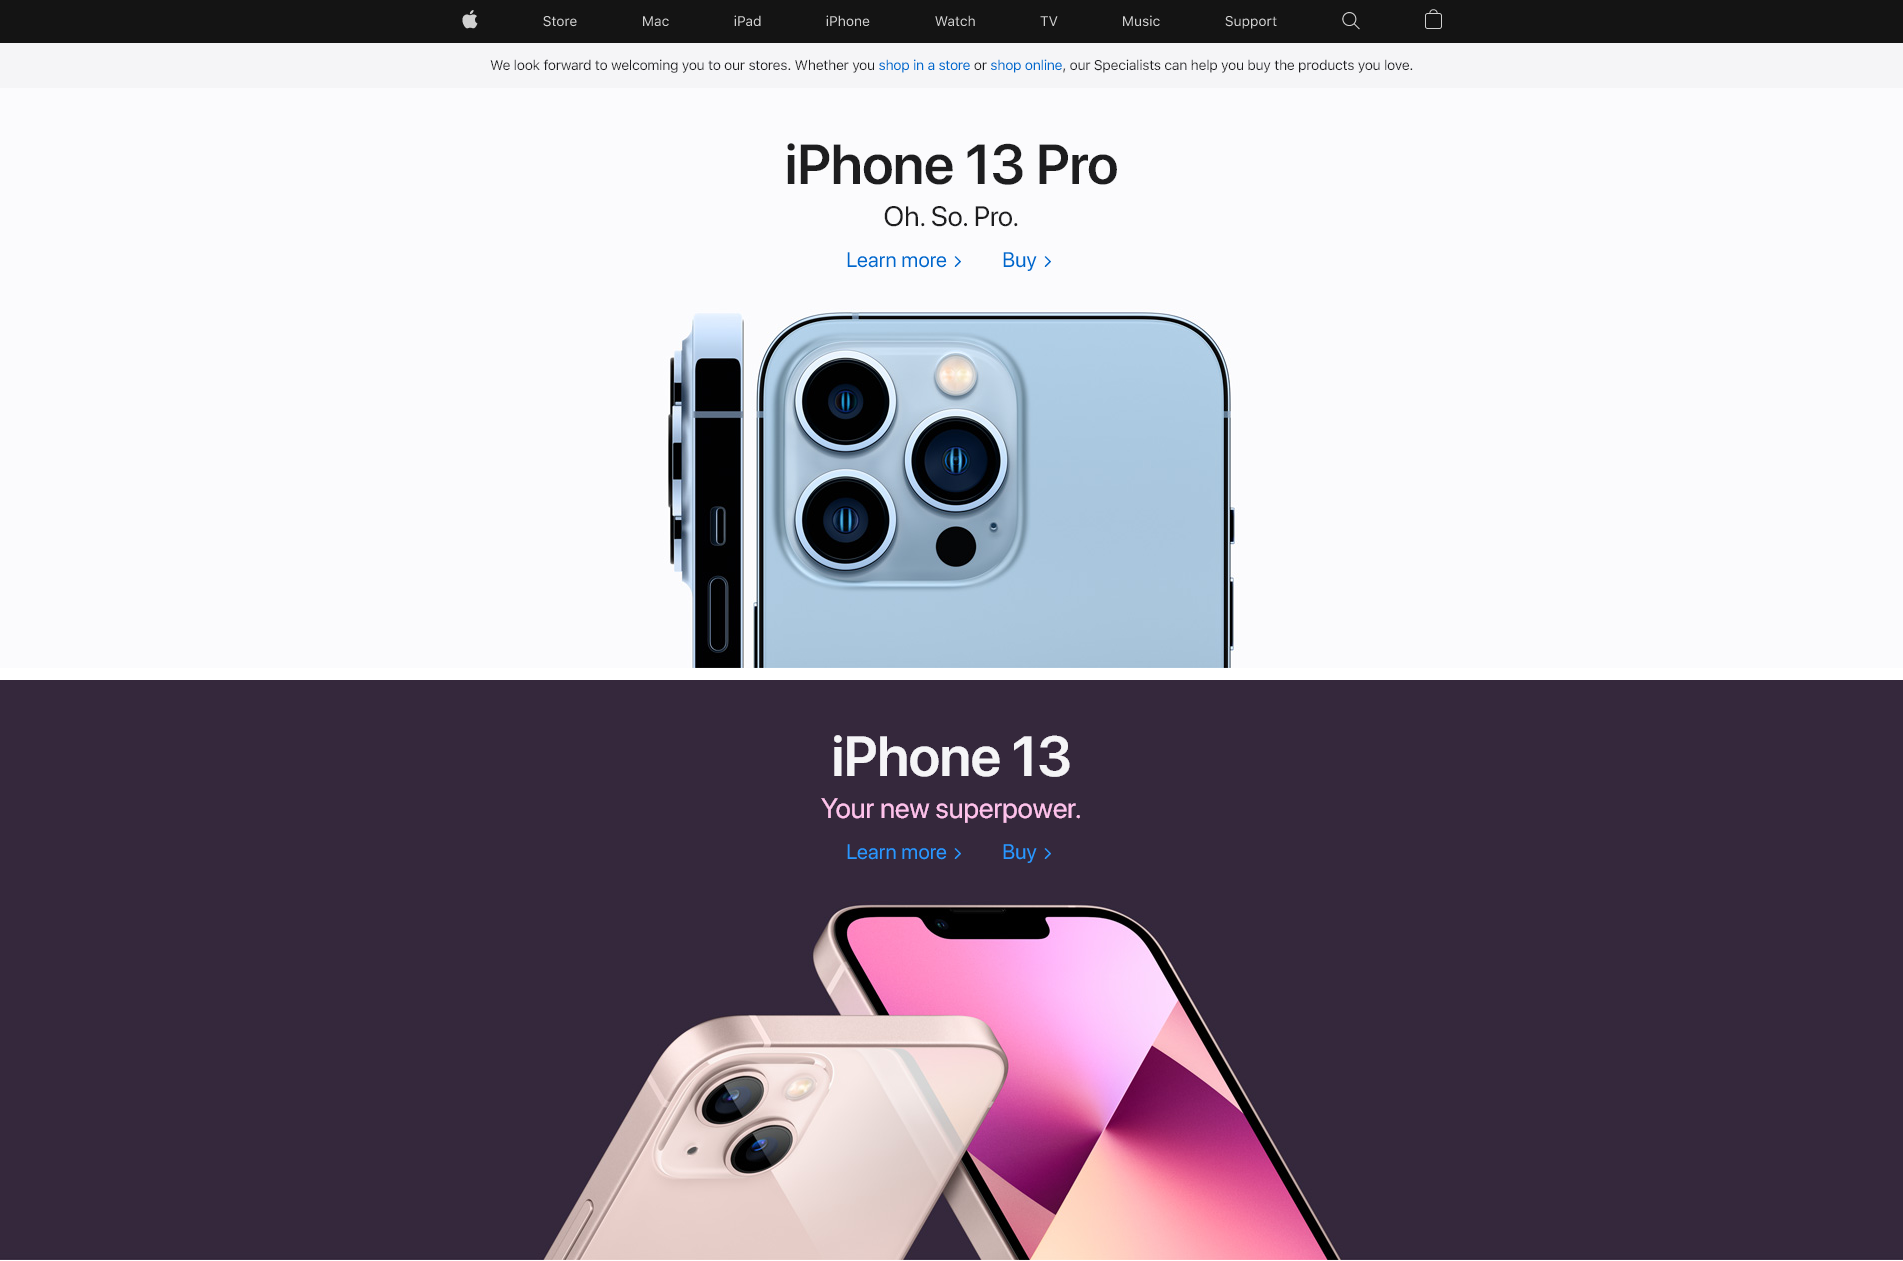 Store Mac iPad iPhone Watch TV Music Support
We look forward to welcoming you to our stores. Whether you shop in a store or shop online, our Specialists can help you buy the products you love.
iPhone 13 Pro
Oh. So. Pro.
Learn more > Buy >
iPhone 13
Your new superpower.
Learn more > Buy >